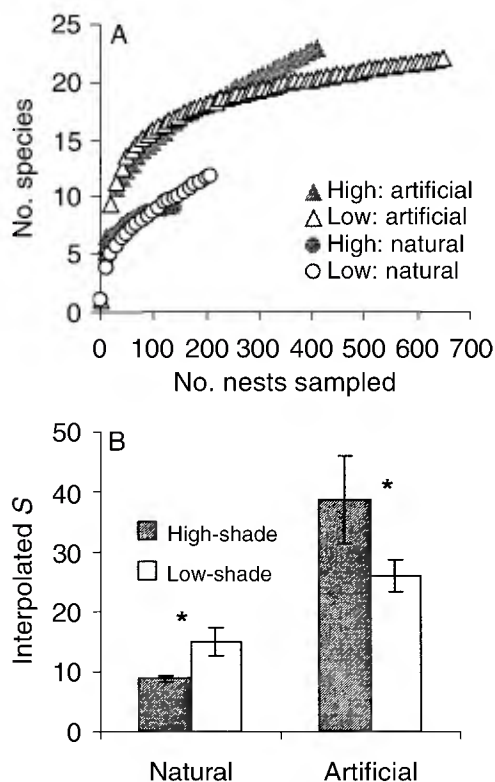 A
25
20
15
10
5
0
No. species
High: artificial
Low: artificial
High: natural
Low: natural
0 100 200 300 400 500 600 700
No. nests sampled
B
50
40
30
20
10
0
Interpolated S
High-shade
Low-shade
*
*
Natural Artificial